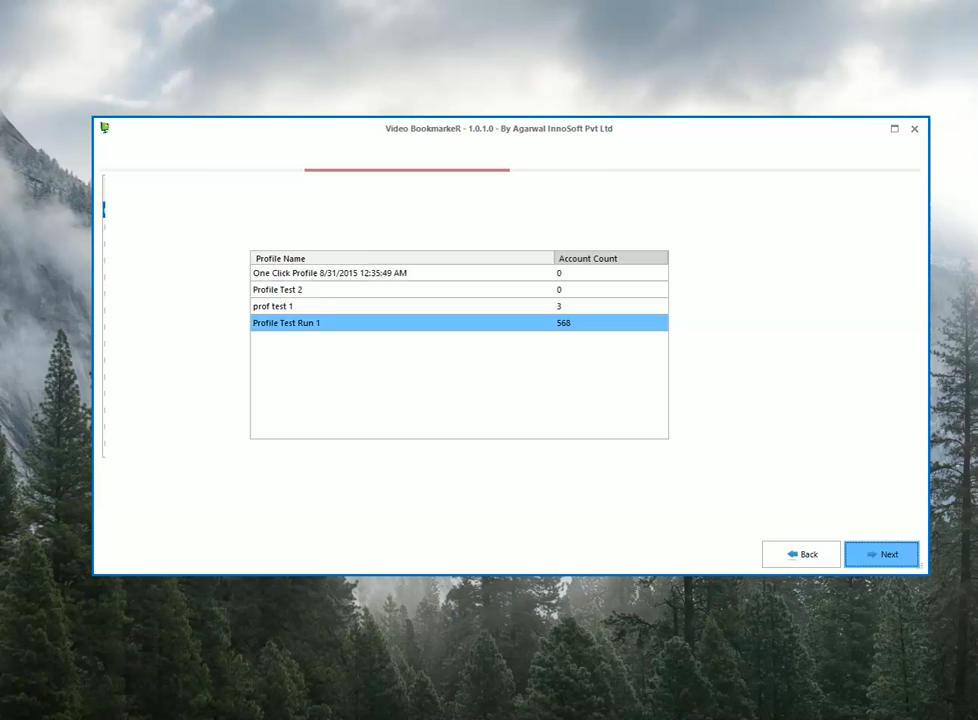 Video BookmarkeR - 1.0.1.0 - By Agarwal InnoSoft Pvt Ltd
Profile Name Account Count
One Click Profile 8/31/2015 12:35:49 AM 0
Profile Test 2 0
prof test 1 3
Profile Test Run 1 568
Back Next